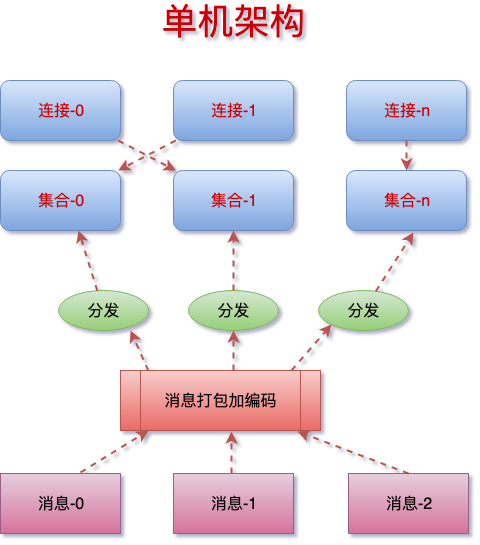 单机架构
连接-0
连接-1
连接-n
集合-0
集合-1
集合-n
分发
分发
分发
消息打包加编码
消息-0
消息-1
消息-2